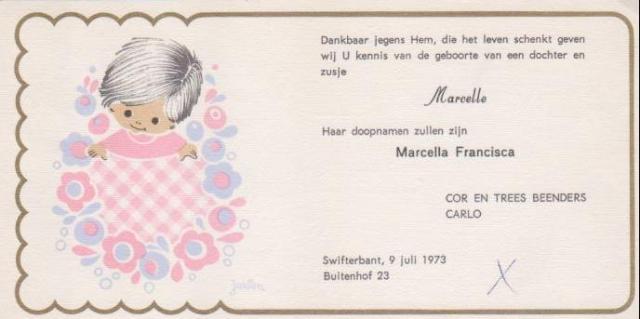 Dankbaar jegens Hem, die het leven schenkt geven
wij U kennis van de geboorte van een dochter en
zusje
Marcelle
Haar doopnamen zullen zijn
Marcella Francisca
COR EN TREES BEENDERS
CARLO
Swifterbant, 9 juli 1973
Buitenhof 23
X